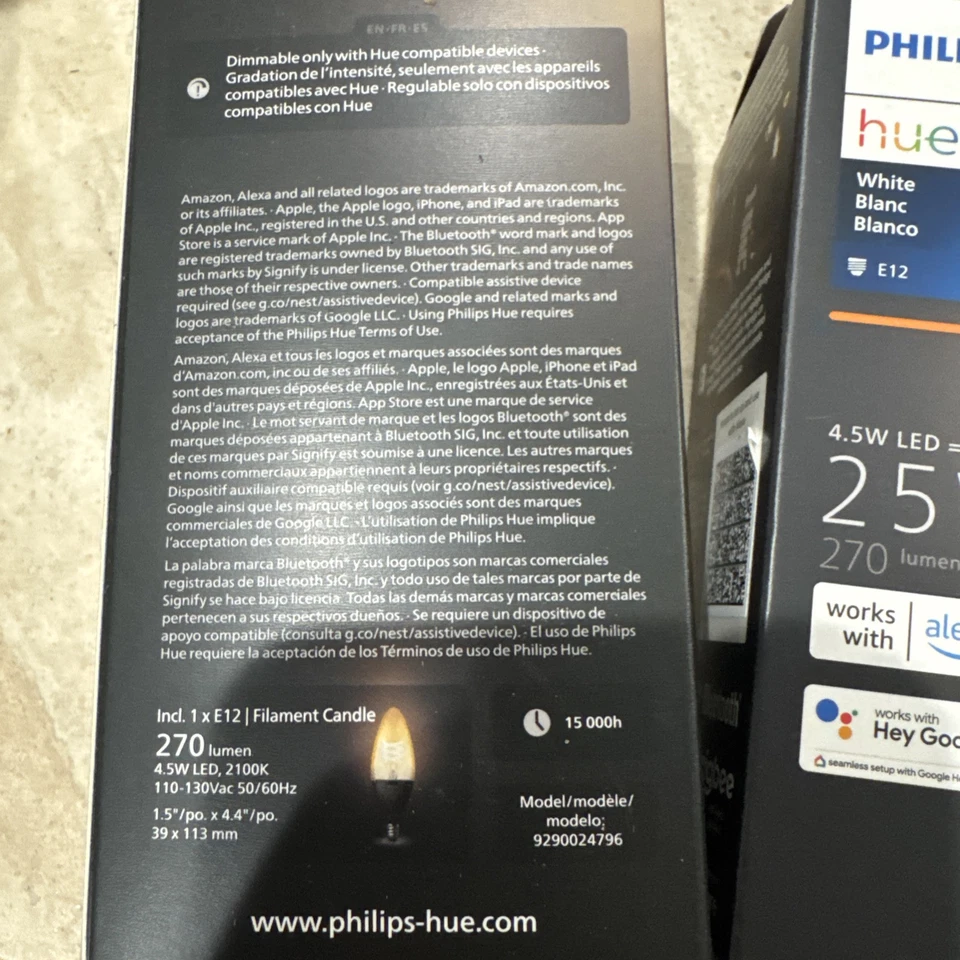 EN·FR·ES
Dimmable only with Hue compatible devices ·
Gradation de l'intensité, seulement avec les appareils
compatibles avec Hue · Regulable solo con dispositivos
compatibles con Hue
Amazon, Alexa and all related logos are trademarks of Amazon.com, Inc.
or its affiliates. · Apple, the Apple logo, iPhone, and iPad are trademarks
of Apple Inc., registered in the U.S. and other countries and regions. App
Store is a service mark of Apple Inc. · The Bluetooth® word mark and logos
are registered trademarks owned by Bluetooth SIG, Inc. and any use of
such marks by Signify is under license. Other trademarks and trade names
are those of their respective owners. · Compatible assistive device
required (see g.co/nest/assistivedevice). Google and related marks and
logos are trademarks of Google LLC. · Using Philips Hue requires
acceptance of the Philips Hue Terms of Use.
Amazon, Alexa et tous les logos et marques associées sont des marques
d'Amazon.com, inc ou de ses affiliés. · Apple, le logo Apple, iPhone et iPad
sont des marques déposées de Apple Inc., enregistrées aux États-Unis et
dans d'autres pays et régions. App Store est une marque de service
d'Apple Inc. · Le mot servant de marque et les logos Bluetooth® sont des
marques déposées appartenant à Bluetooth SIG, Inc. et toute utilisation
de ces marques par Signify est soumise à une licence. Les autres marques
et noms commerciaux appartiennent à leurs propriétaires respectifs. ·
Dispositif auxiliaire compatible requis (voir g.co/nest/assistivedevice).
Google ainsi que les marques et logos associés sont des marques
commerciales de Google LLC. · L'utilisation de Philips Hue implique
l'acceptation des conditions d'utilisation de Philips Hue.
La palabra marca Bluetooth® y sus logotipos son marcas comerciales
registradas de Bluetooth SIG, Inc. y todo uso de tales marcas por parte de
Signify se hace bajo licencia. Todas las demás marcas y marcas comerciales
pertenecen a sus respectivos dueños. · Se requiere un dispositivo de
apoyo compatible (consulta g.co/nest/assistivedevice). · El uso de Philips
Hue requiere la aceptación de los Términos de uso de Philips Hue.
Incl. 1 x E12 | Filament Candle
270 lumen
4.5W LED, 2100K
110-130Vac 50/60Hz
1.5"/po. x 4.4"/po.
39 x 113 mm
15 000h
Model/modèle/
modelo:
9290024796
www.philips-hue.com
PHIL
hue
White
Blanc
Blanco
E12
4.5W LED =
25
270 lumen
works
with
ale
works with
Hey Goo
seamless setup with Google H